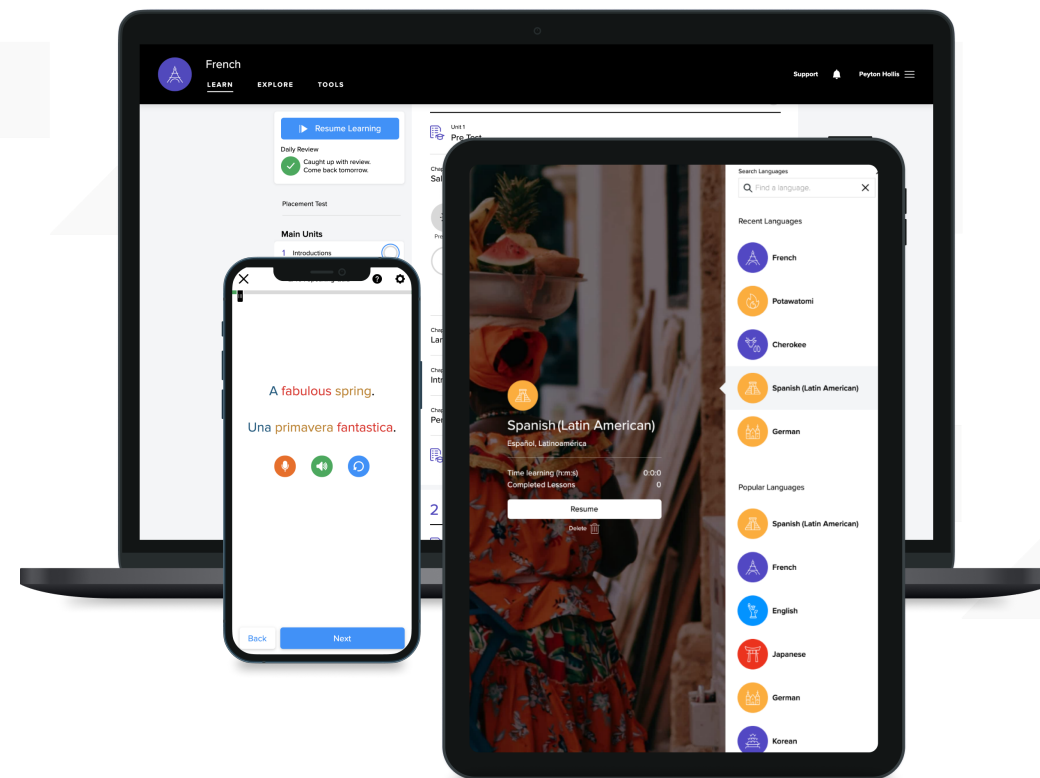 French
LEARN EXPLORE TOOLS
Support
Peyton Hollis
Resume Learning
Daily Review
Caught up with review.
Come back tomorrow.
Placement Test
Main Units
1 Introductions
Unit 1
Pre Test
2
A fabulous spring.
Una primavera fantastica.
Back
Next
Spanish (Latin American)
Español, Latinoamérica
Time learning (h:m:s) 0:0:0
Completed Lessons 0
Resume
Delete
Search Languages
Find a language.
Recent Languages
French
Potawatomi
Cherokee
Spanish (Latin American)
German
Popular Languages
Spanish (Latin American)
French
English
Japanese
German
Korean